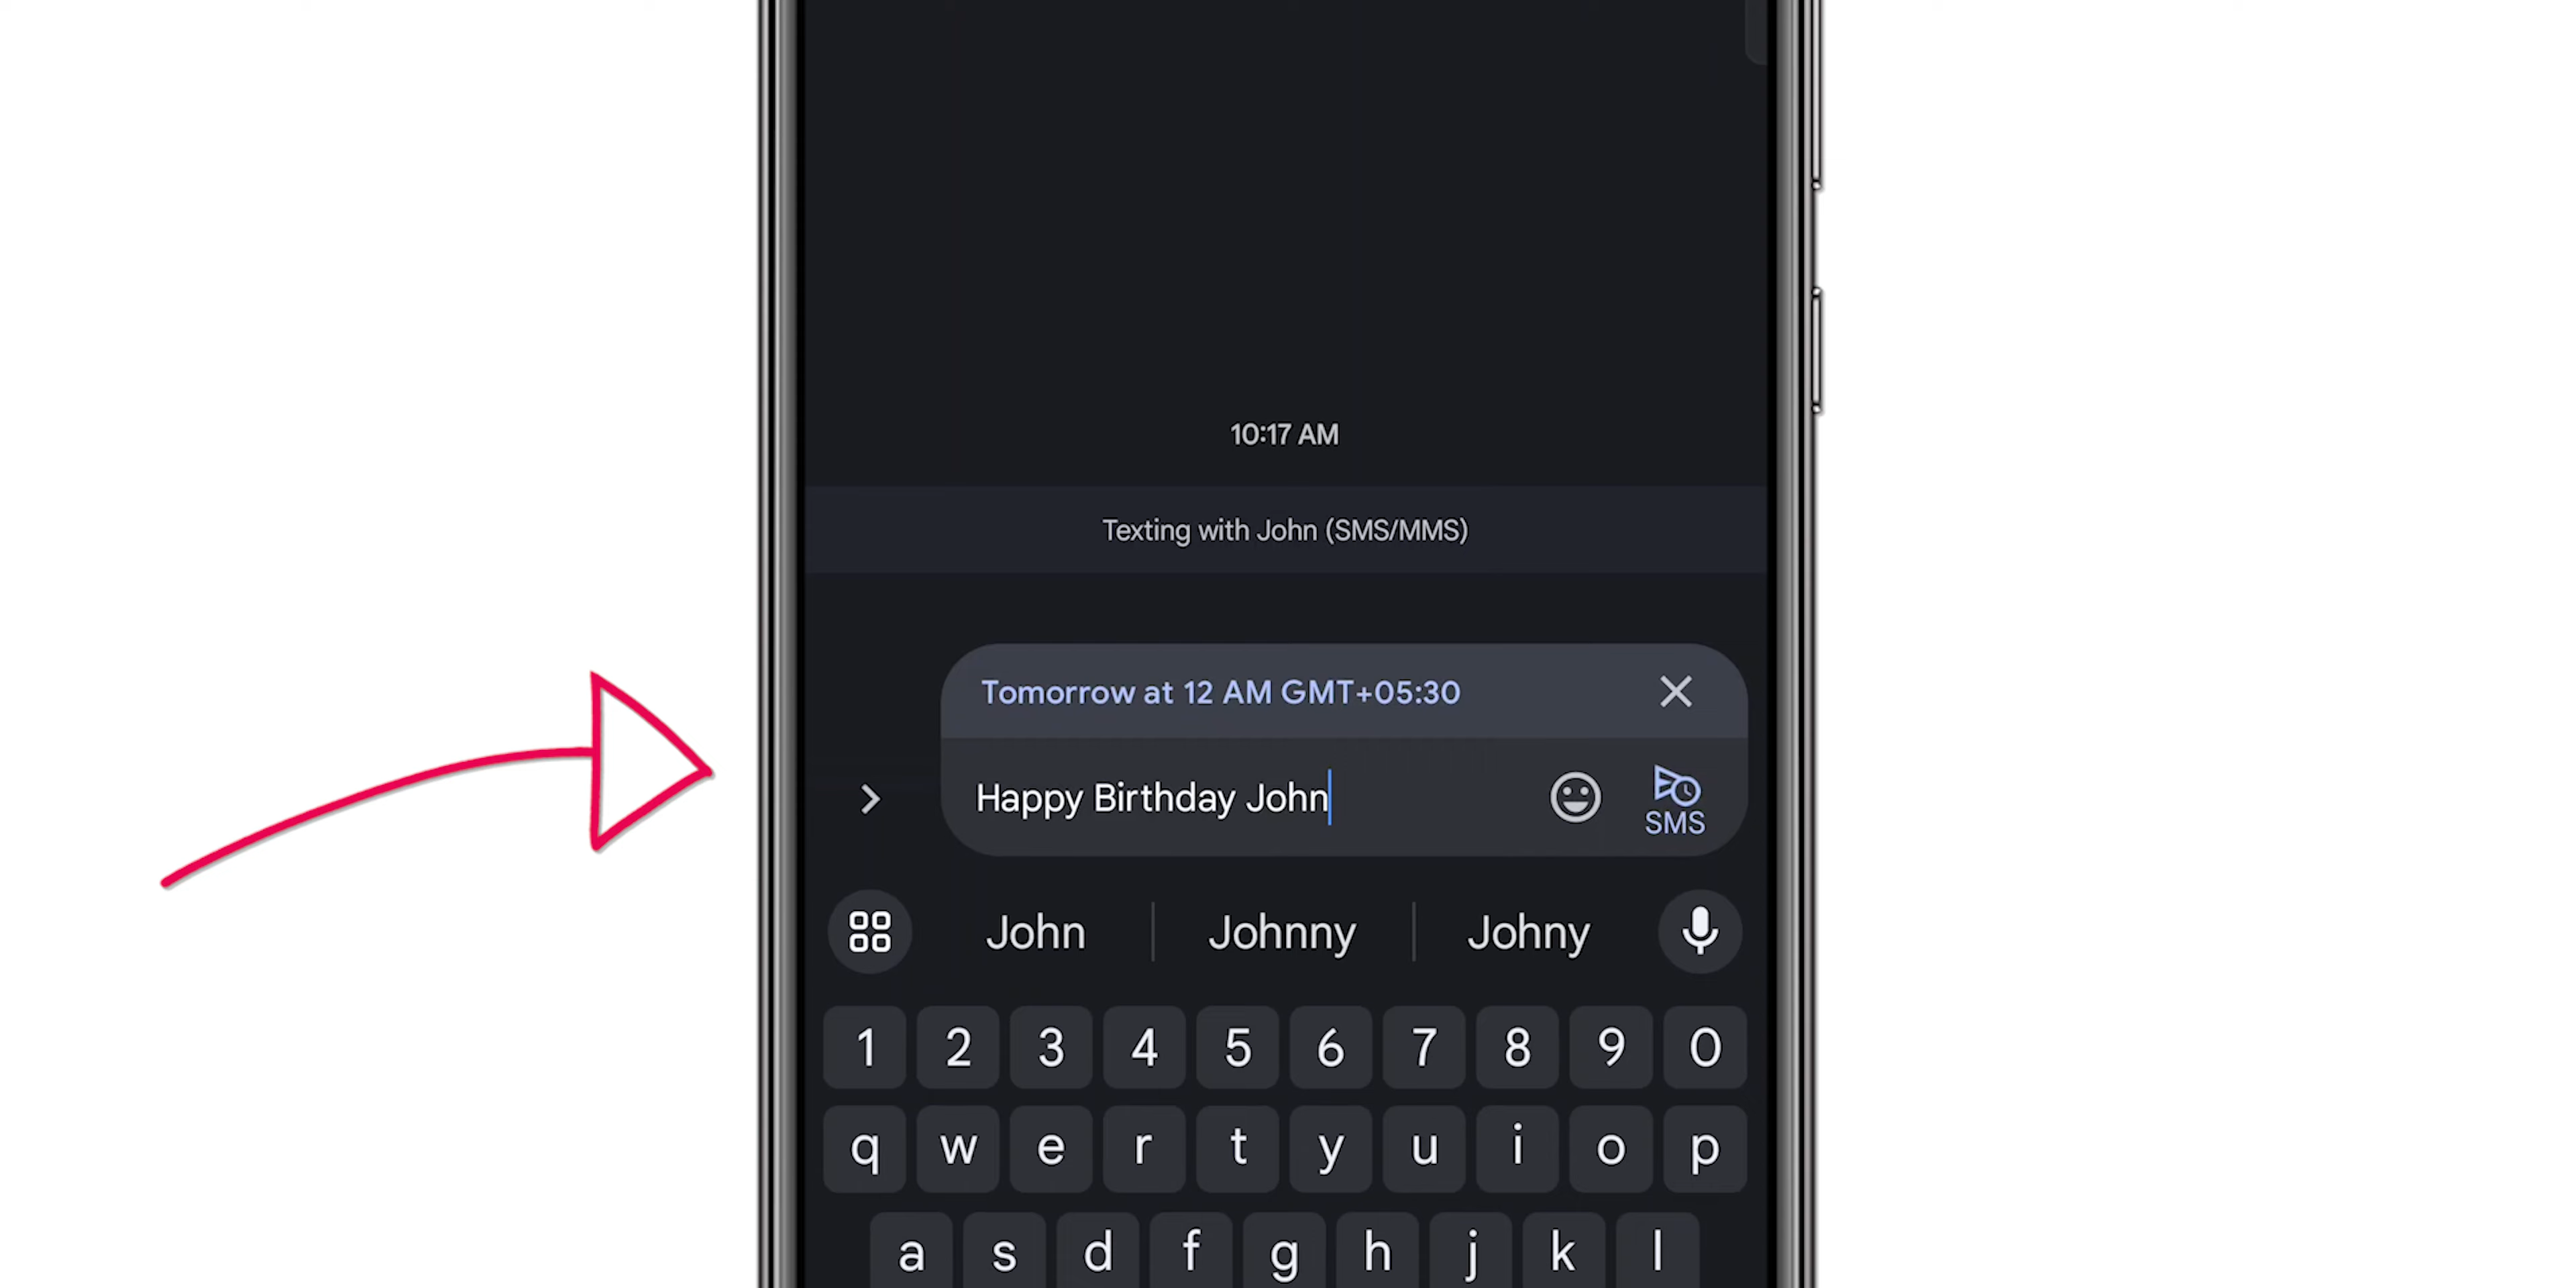 10:17 AM
Texting with John (SMS/MMS)
Tomorrow at 12 AM GMT+05:30
Happy Birthday John
SMS
John Johnny Johny
1 2 3 4 5 6 7 8 9 0
q w e r t y u i o p
a s d f g h j k l